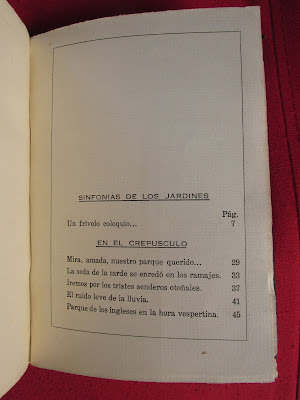 SINFONIAS DE LOS JARDINES
Pág.
Un frívolo coloquio... 7
EN EL CREPUSCULO
Mira, amada, nuestro parque querido... 29
La seda de la tarde se enredó en los ramajes. 33
Iremos por los tristes senderos otoñales. 37
El ruido leve de la lluvia. 41
Parque de los ingleses en la hora vespertina. 45